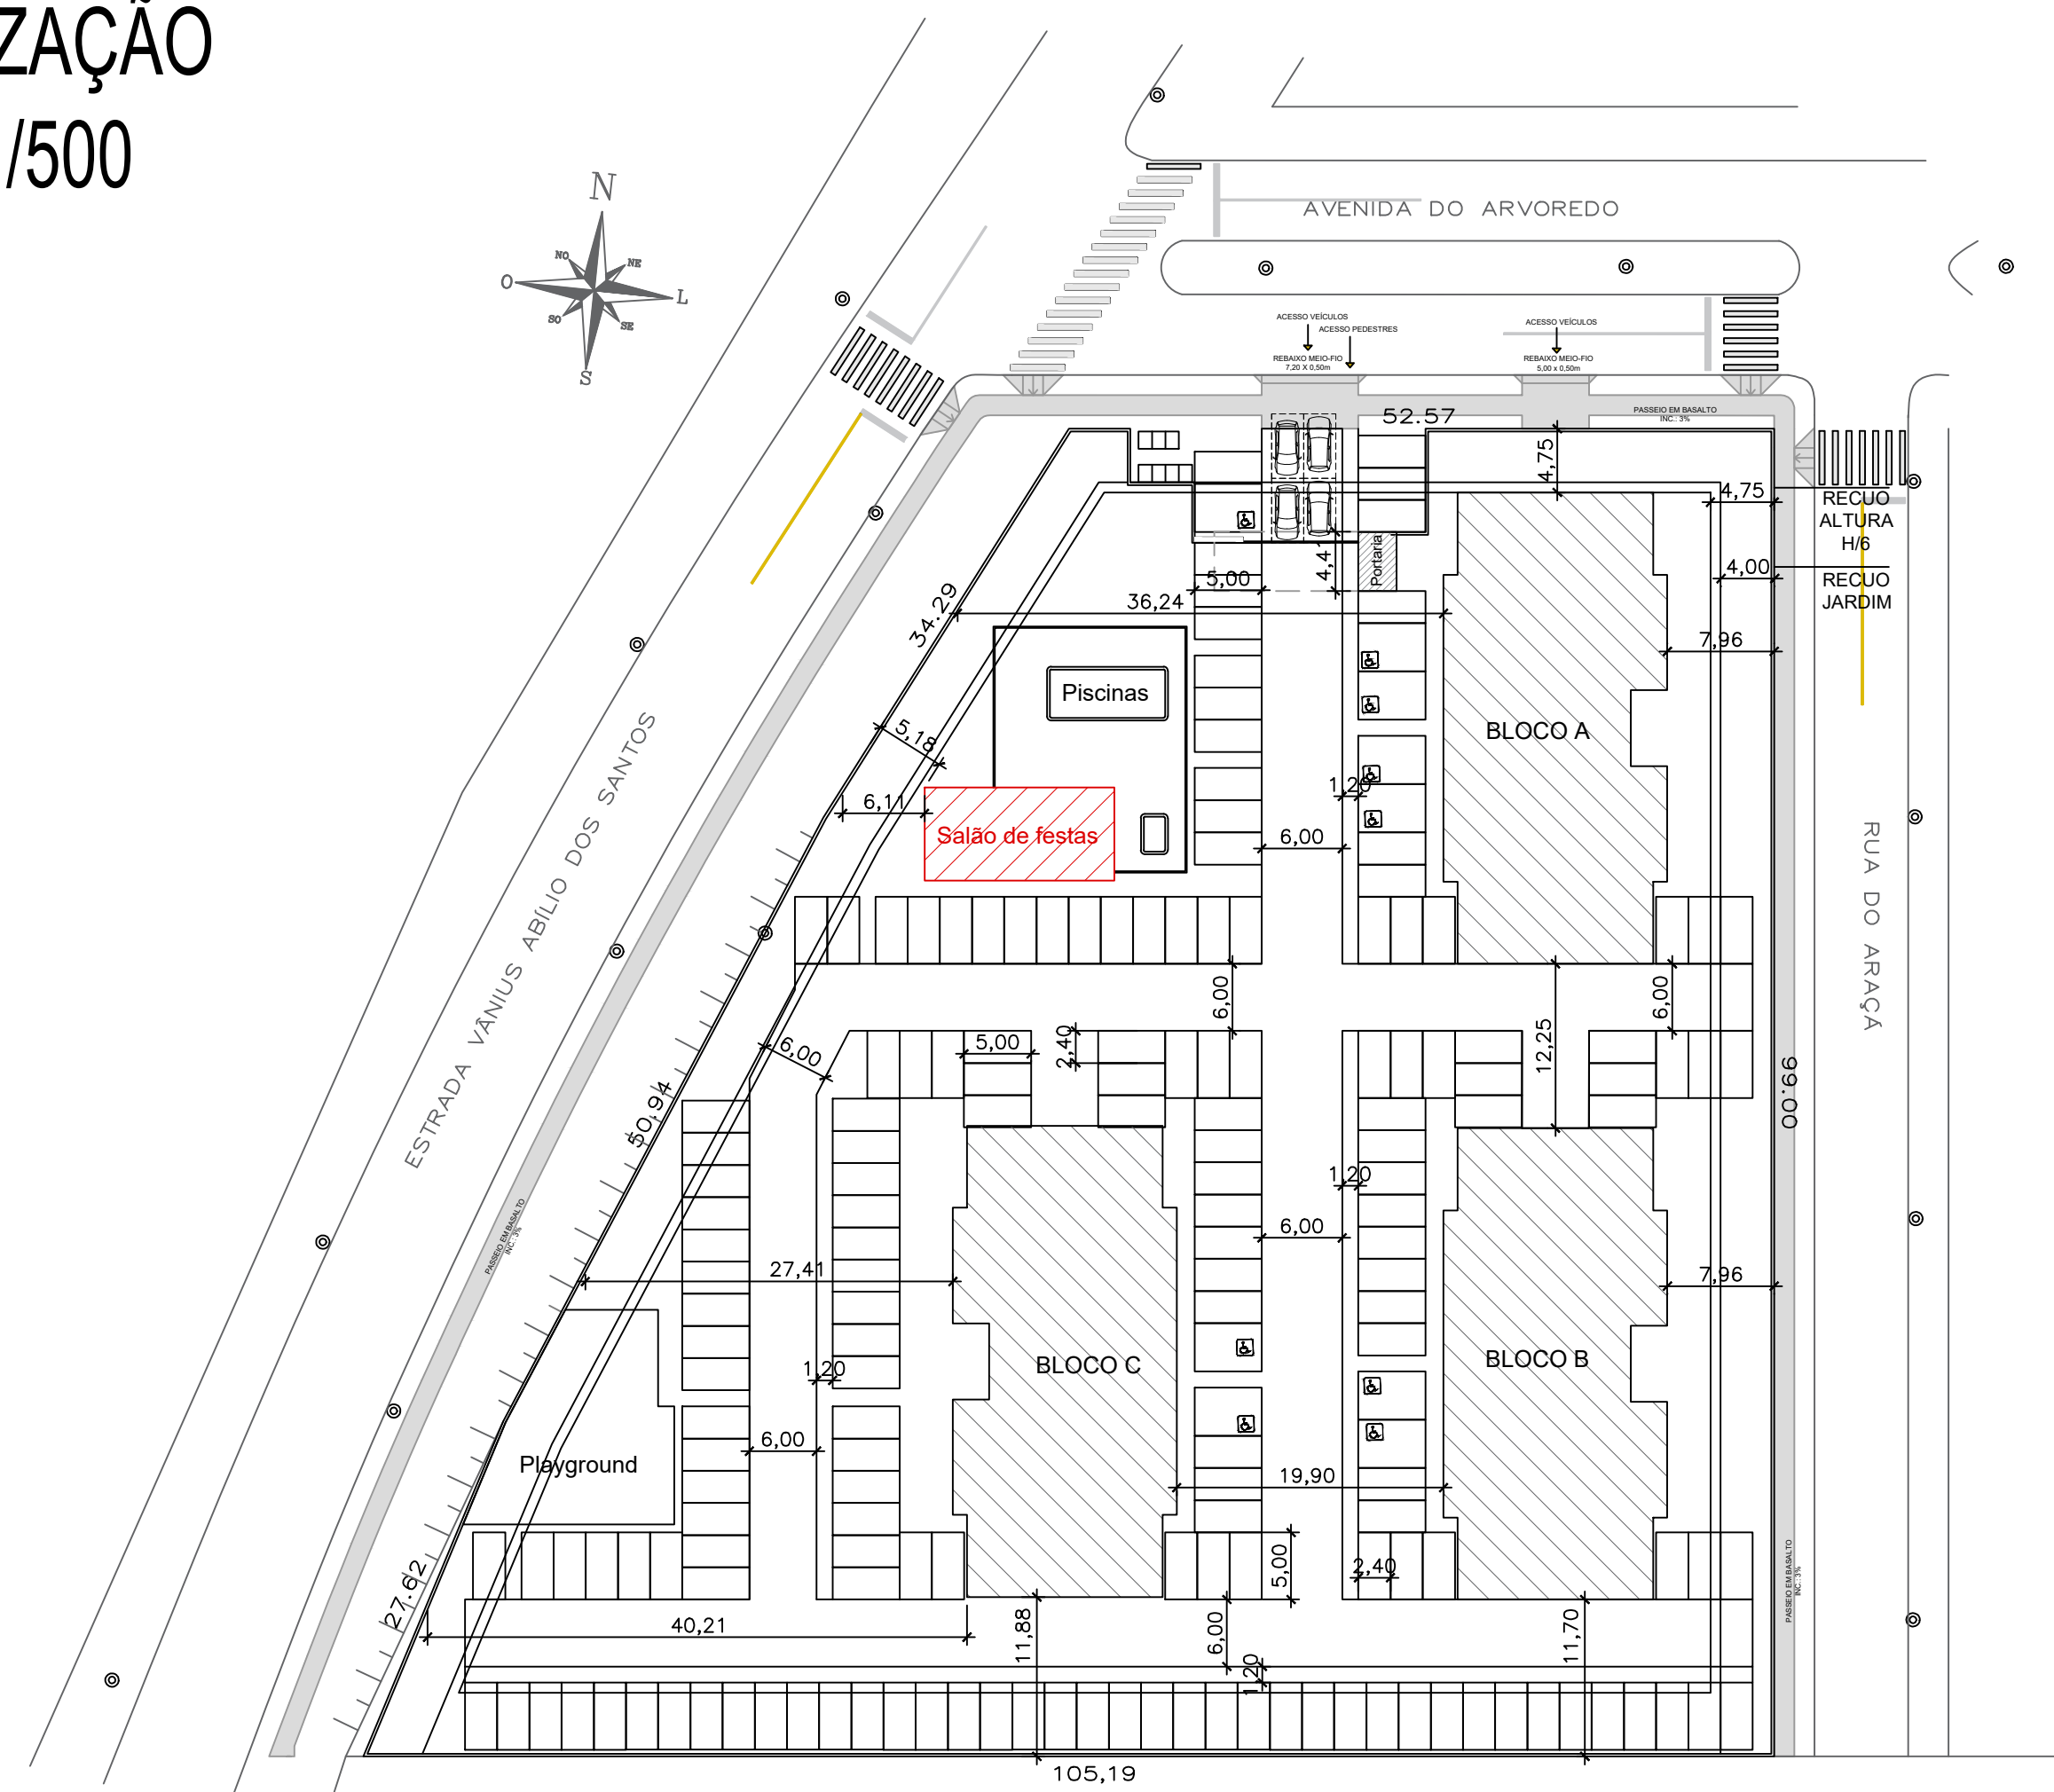 ZAÇÃO
/500
N
NO
NE
O
L
SO
SE
S
AVENIDA DO ARVOREDO
ACESSO VEÍCULOS
ACESSO PEDESTRES
REBAIXO MEIO-FIO
7,20 X 0,50m
ACESSO VEÍCULOS
REBAIXO MEIO-FIO
5,00 x 0,50m
PASSEIO EM BASALTO
INC.: 3%
52.57
4,75
4,75
RECUO
ALTURA
H/6
4,00
RECUO
JARDIM
Portaria
4,41
5,00
36,24
34.29
7,96
Piscinas
BLOCO A
5,18
6,11
1,20
Salão de festas
6,00
ESTRADA VÂNIUS ABÍLIO DOS SANTOS
RUA DO ARAÇÁ
6,00
6,00
12,25
5,00
2,40
6,00
50.94
99.00
1,20
PASSEIO EM BASALTO
INC.: 3%
6,00
27,41
7,96
BLOCO C
BLOCO B
1,20
6,00
Playground
19,90
5,00
2,40
27.62
40,21
11,88
6,00
11,70
1,20
PASSEIO EM BASALTO
INC.: 3%
105,19